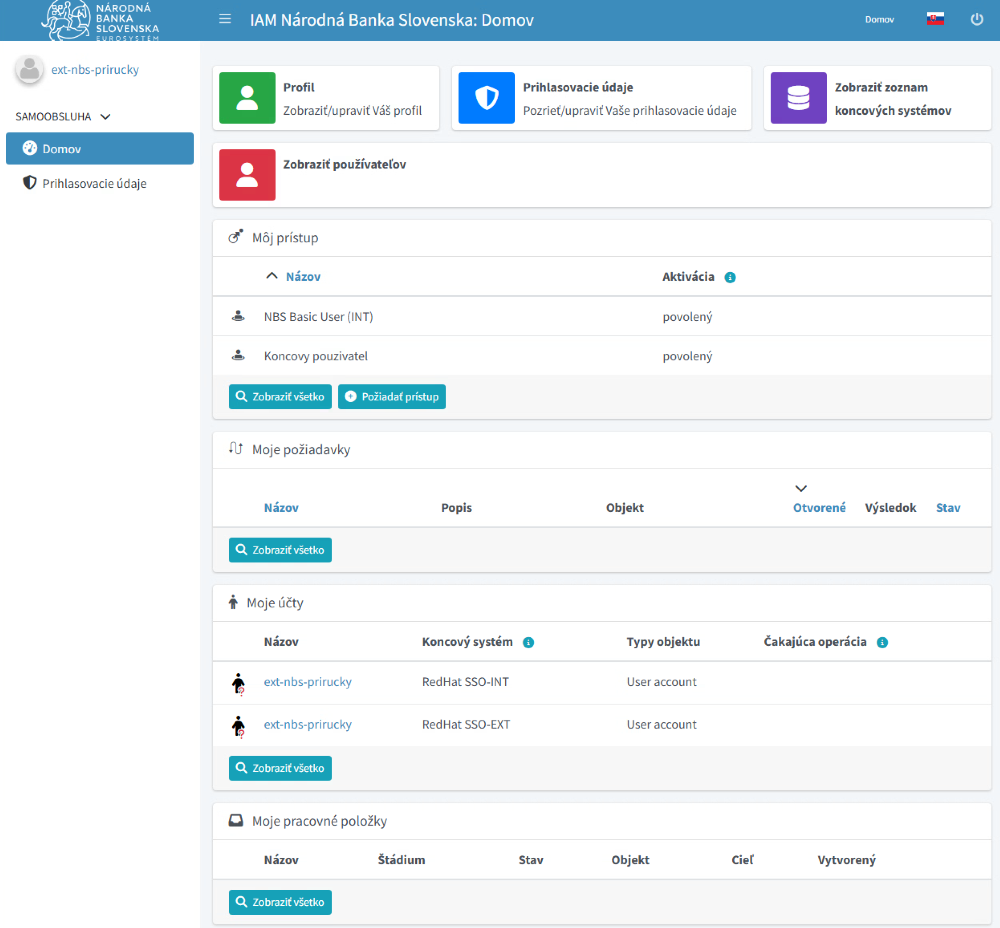 NÁRODNÁ
BANKA
SLOVENSKA
EUROSYSTÉM
IAM Národná Banka Slovenska: Domov
Domov
ext-nbs-prirucky
SAMOOBSLUHA
Domov
Prihlasovacie údaje
Profil
Zobraziť/upraviť Váš profil
Prihlasovacie údaje
Pozrieť/upraviť Vaše prihlasovacie údaje
Zobraziť zoznam
koncových systémov
Zobraziť používateľov
Môj prístup
Názov Aktivácia
NBS Basic User (INT) povolený
Koncovy pouzivatel povolený
Zobraziť všetko Požiadať prístup
Moje požiadavky
Názov Popis Objekt Otvorené Výsledok Stav
Zobraziť všetko
Moje účty
Názov Koncový systém Typy objektu Čakajúca operácia
ext-nbs-prirucky RedHat SSO-INT User account
ext-nbs-prirucky RedHat SSO-EXT User account
Zobraziť všetko
Moje pracovné položky
Názov Štádium Stav Objekt Cieľ Vytvorený
Zobraziť všetko